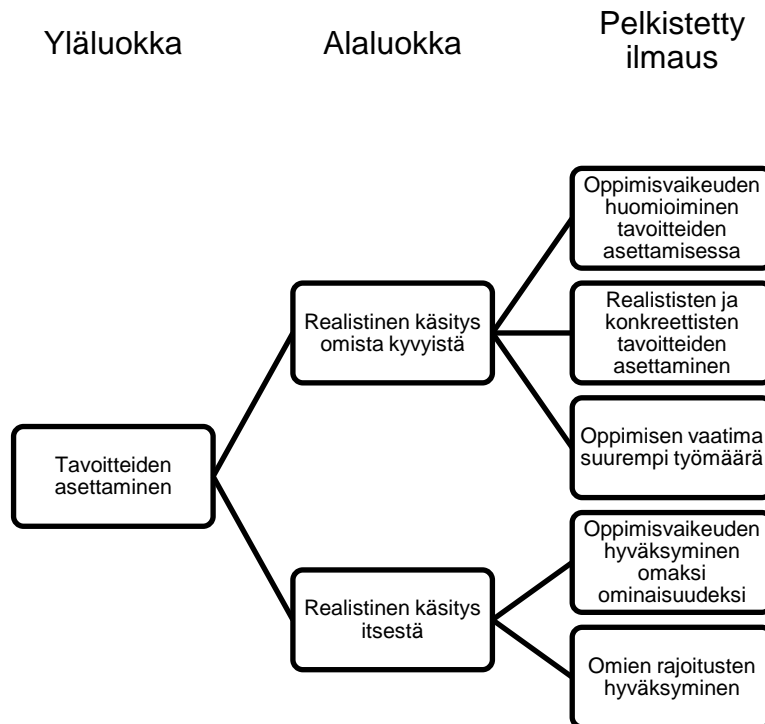 Yläluokka
Alaluokka
Pelkistetty
ilmaus
Oppimisvaikeuden
huomioiminen
tavoitteiden
asettamisessa
Realistinen käsitys
omista kyvyistä
Realististen ja
konkreettisten
tavoitteiden
asettaminen
Oppimisen vaatima
suurempi työmäärä
Tavoitteiden
asettaminen
Oppimisvaikeuden
hyväksyminen
omaksi
ominaisuudeksi
Realistinen käsitys
itsestä
Omien rajoitusten
hyväksyminen